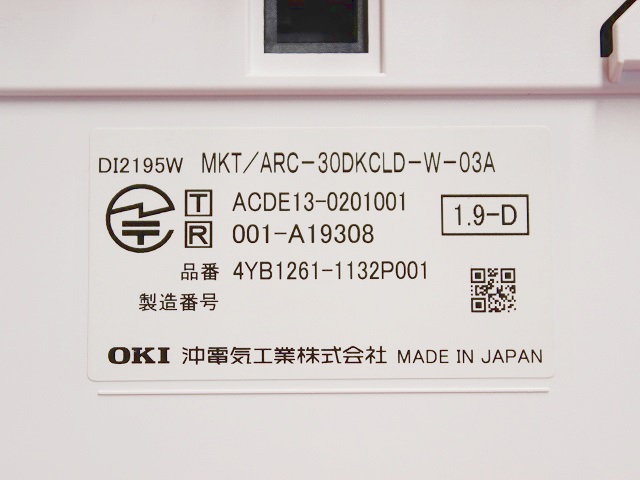 DI2195W MKT/ARC-30DKCLD-W-03A
T ACDE13-0201001
R 001-A19308
1.9-D
品番 4YB1261-1132P001
製造番号
OKI 沖電気工業株式会社 MADE IN JAPAN